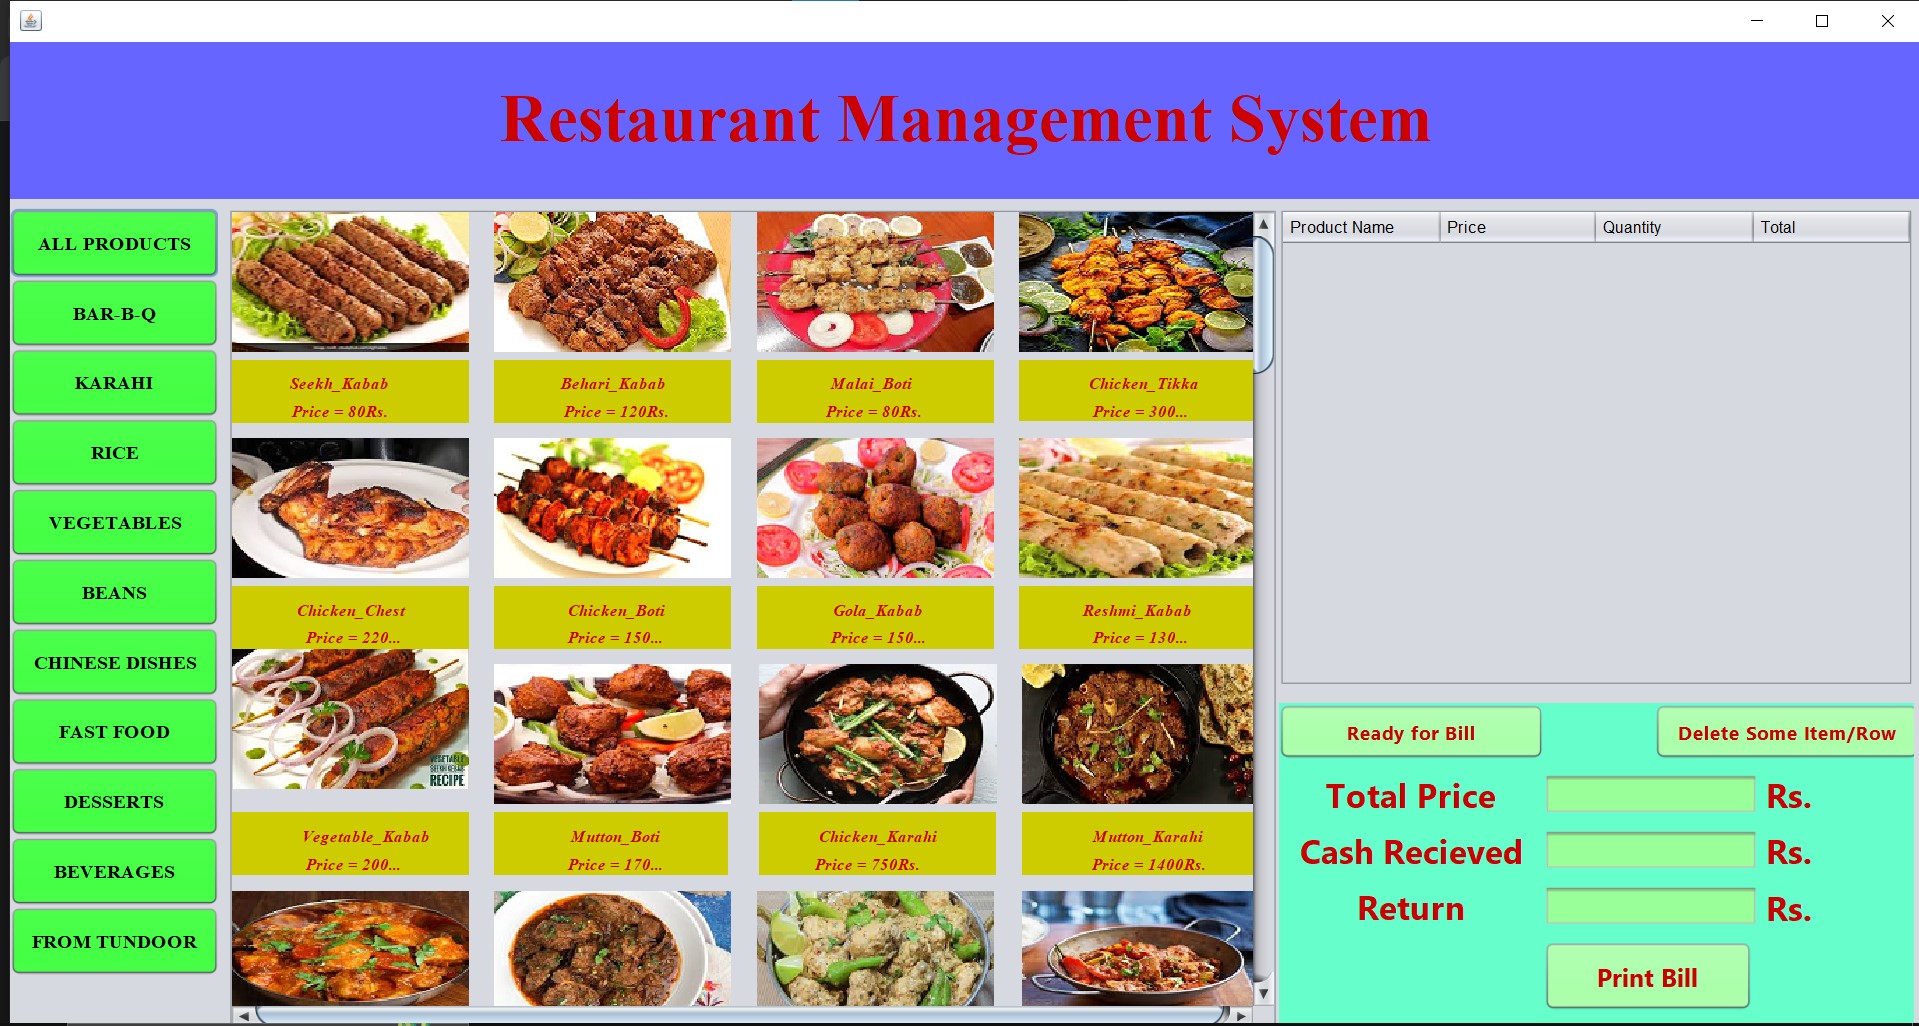 Restaurant Management System
ALL PRODUCTS
BAR-B-Q
KARAHI
RICE
VEGETABLES
BEANS
CHINESE DISHES
FAST FOOD
DESSERTS
BEVERAGES
FROM TUNDOOR
Seekh_Kabab
Price = 80Rs.
Behari_Kabab
Price = 120Rs.
Malai_Boti
Price = 80Rs.
Chicken_Tikka
Price = 300...
Chicken_Chest
Price = 220...
Chicken_Boti
Price = 150...
Gola_Kabab
Price = 150...
Reshmi_Kabab
Price = 130...
VEGETABLE
SEEKH KEBAB
RECIPE
Vegetable_Kabab
Price = 200...
Mutton_Boti
Price = 170...
Chicken_Karahi
Price = 750Rs.
Mutton_Karahi
Price = 1400Rs.
Product Name Price Quantity Total
Ready for Bill Delete Some Item/Row
Total Price Rs.
Cash Recieved Rs.
Return Rs.
Print Bill